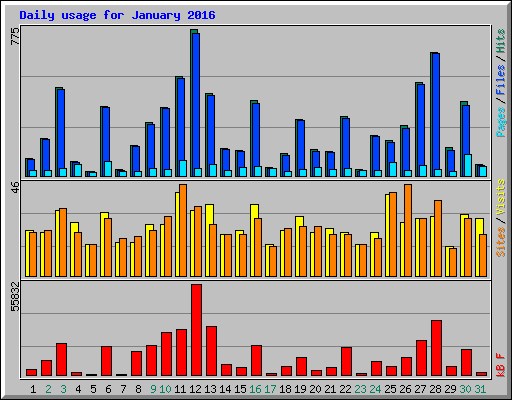 Daily usage for January 2016
775
Pages / Files / Hits
46
Sites / Visits
55832
kB F
1 2 3 4 5 6 7 8 9 10 11 12 13 14 15 16 17 18 19 20 21 22 23 24 25 26 27 28 29 30 31